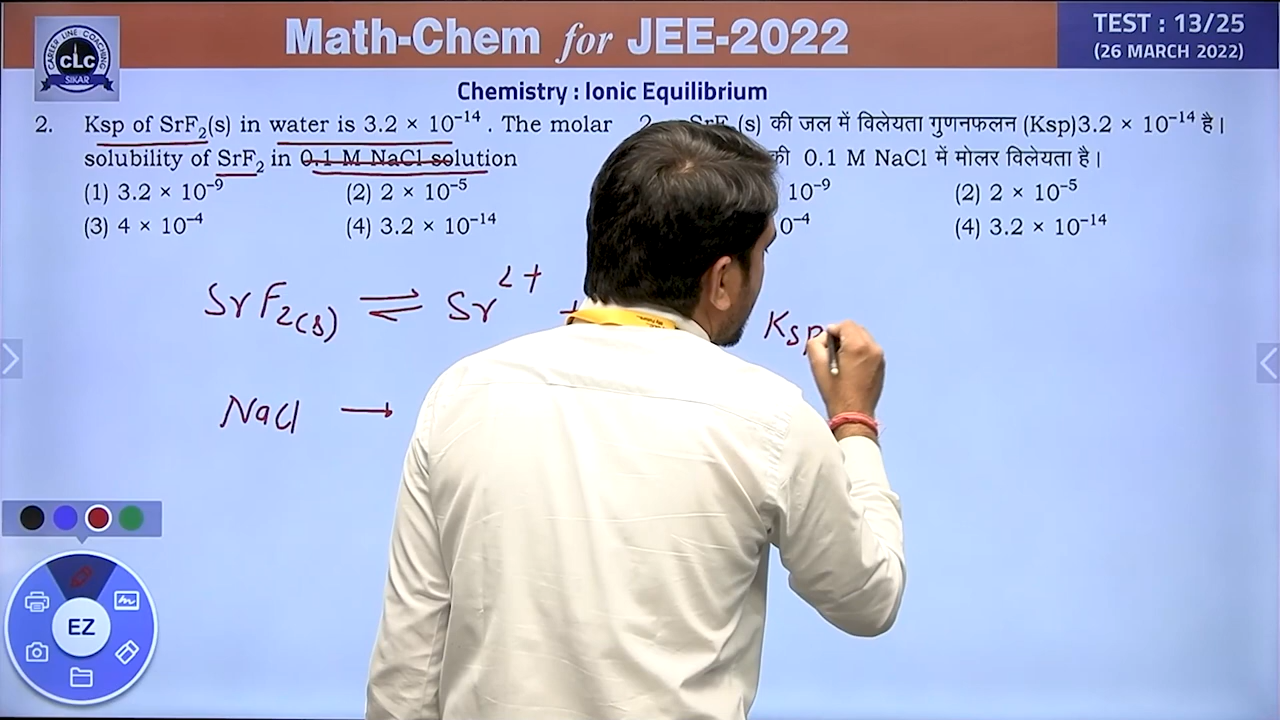 CAREER LINE COACHING
CLC
SIKAR
Math-Chem for JEE-2022
TEST : 13/25
(26 MARCH 2022)
Chemistry : Ionic Equilibrium
2. Ksp of SrF₂(s) in water is 3.2 × 10⁻¹⁴ . The molar
solubility of SrF₂ in 0.1 M NaCl solution
(1) 3.2 × 10⁻⁹ (2) 2 × 10⁻⁵
(3) 4 × 10⁻⁴ (4) 3.2 × 10⁻¹⁴
2. SrF₂(s) की जल में विलेयता गुणनफलन (Ksp)3.2 × 10⁻¹⁴ है।
की 0.1 M NaCl में मोलर विलेयता है।
10⁻⁹ (2) 2 × 10⁻⁵
0⁻⁴ (4) 3.2 × 10⁻¹⁴
SrF₂(s) ⇌ Sr²⁺ + Ksp
NaCl →
EZ